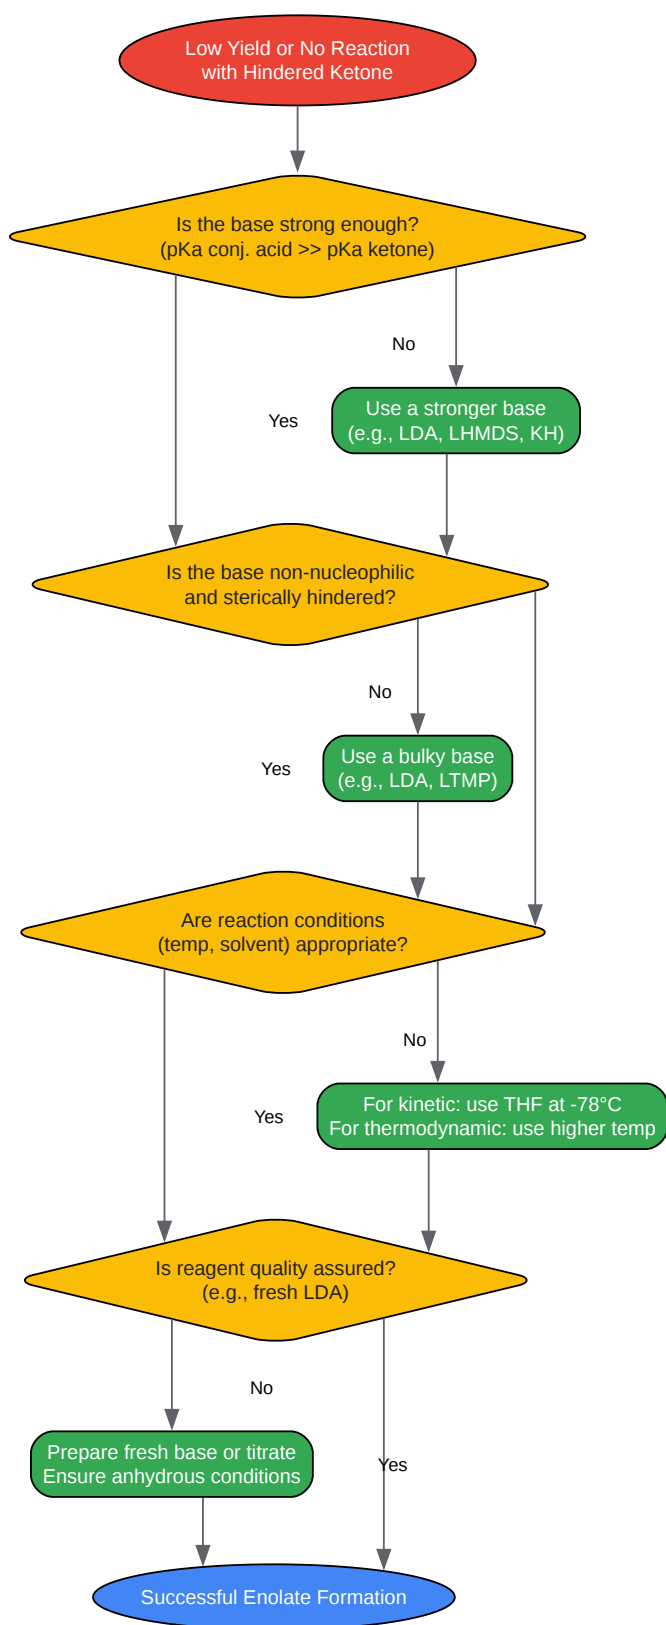 Low Yield or No Reaction
with Hindered Ketone
Is the base strong enough?
(pKa conj. acid >> pKa ketone)
No
Use a stronger base
(e.g., LDA, LHMDS, KH)
Yes
Is the base non-nucleophilic
and sterically hindered?
No
Use a bulky base
(e.g., LDA, LTMP)
Yes
Are reaction conditions
(temp, solvent) appropriate?
No
For kinetic: use THF at -78°C
For thermodynamic: use higher temp
Yes
Is reagent quality assured?
(e.g., fresh LDA)
No
Prepare fresh base or titrate
Ensure anhydrous conditions
Yes
Successful Enolate Formation